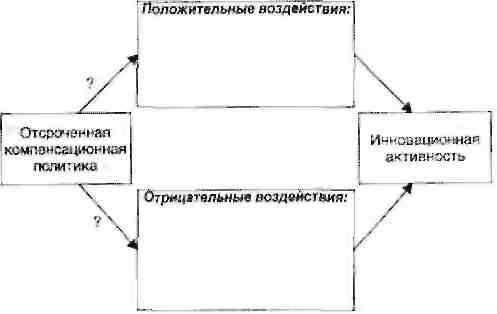 Положительные воздействия:
?
Отсроченная
компенсационная
политика
Инновационная
активность
?
Отрицательные воздействия: